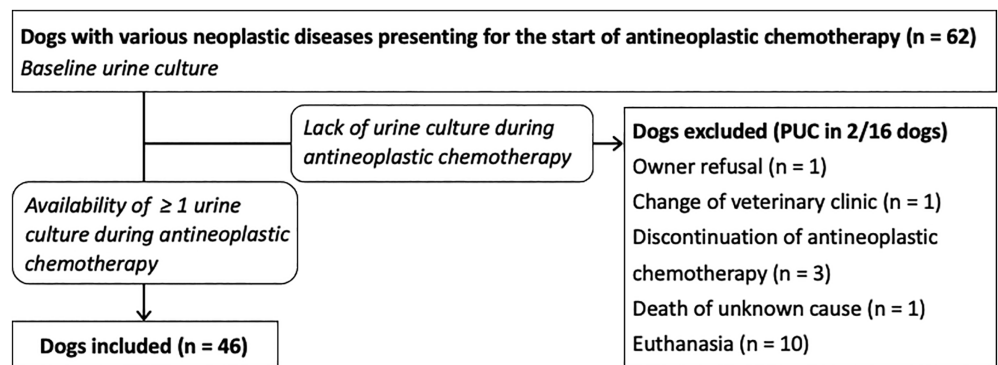 Dogs with various neoplastic diseases presenting for the start of antineoplastic chemotherapy (n = 62)
Baseline urine culture
Lack of urine culture during
antineoplastic chemotherapy
Dogs excluded (PUC in 2/16 dogs)
Owner refusal (n = 1)
Change of veterinary clinic (n = 1)
Discontinuation of antineoplastic
chemotherapy (n = 3)
Death of unknown cause (n = 1)
Euthanasia (n = 10)
Availability of ≥ 1 urine
culture during antineoplastic
chemotherapy
Dogs included (n = 46)